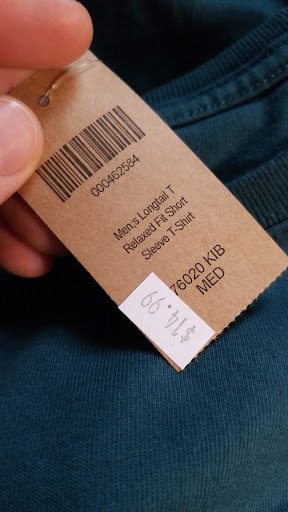 000462584
Men;s Longtail T
Relaxed Fit Short
Sleeve T-Shirt
76020 KIB
MED
$14.99